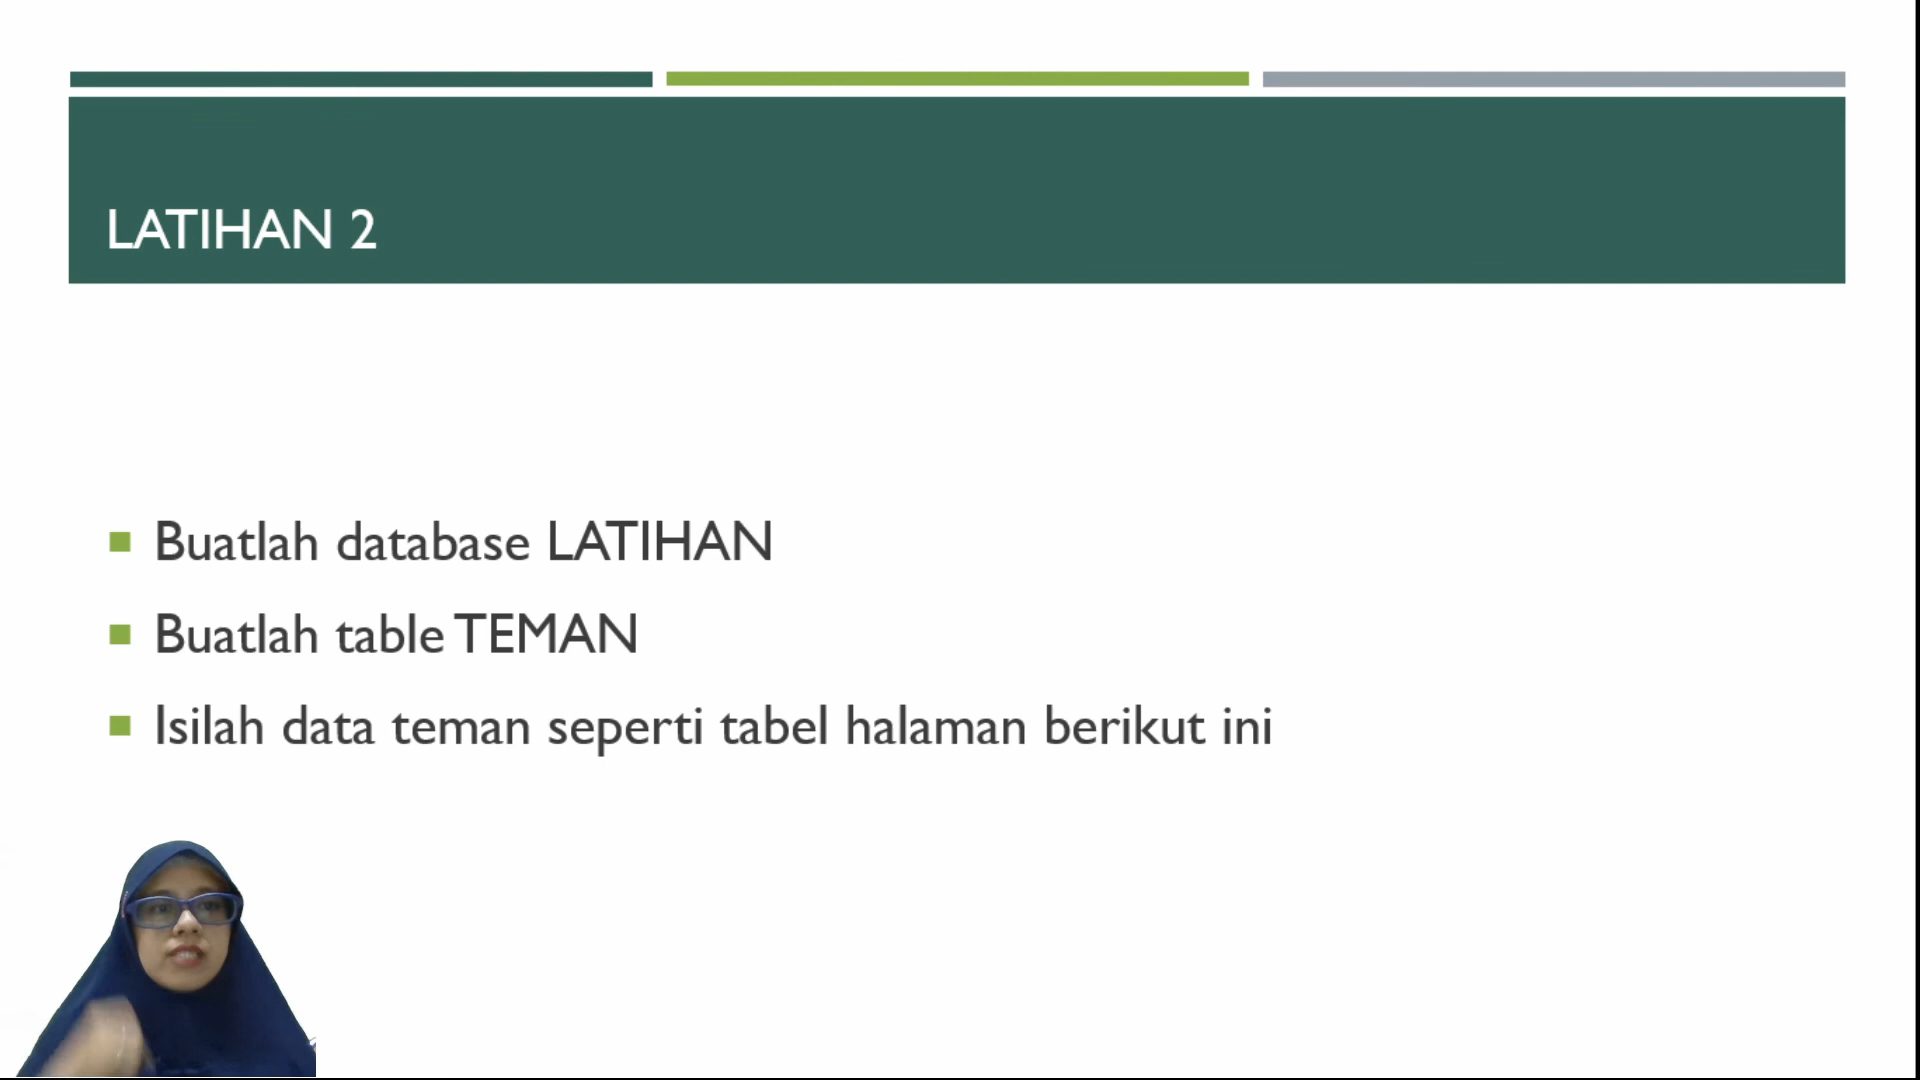 LATIHAN 2
Buatlah database LATIHAN
Buatlah table TEMAN
Isilah data teman seperti tabel halaman berikut ini